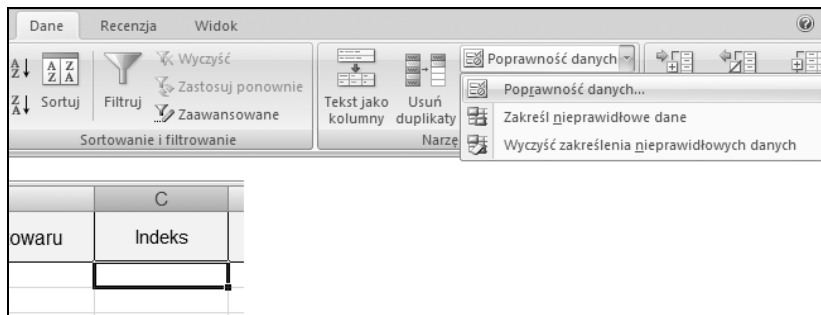 Dane Recenzja Widok
Wyczyść
Zastosuj ponownie
Zaawansowane
Sortuj
Filtruj
Sortowanie i filtrowanie
Tekst jako kolumny
Usuń duplikaty
Narzę
Poprawność danych
Poprawność danych...
Zakreśl nieprawidłowe dane
Wyczyść zakreślenia nieprawidłowych danych
C
owaru Indeks